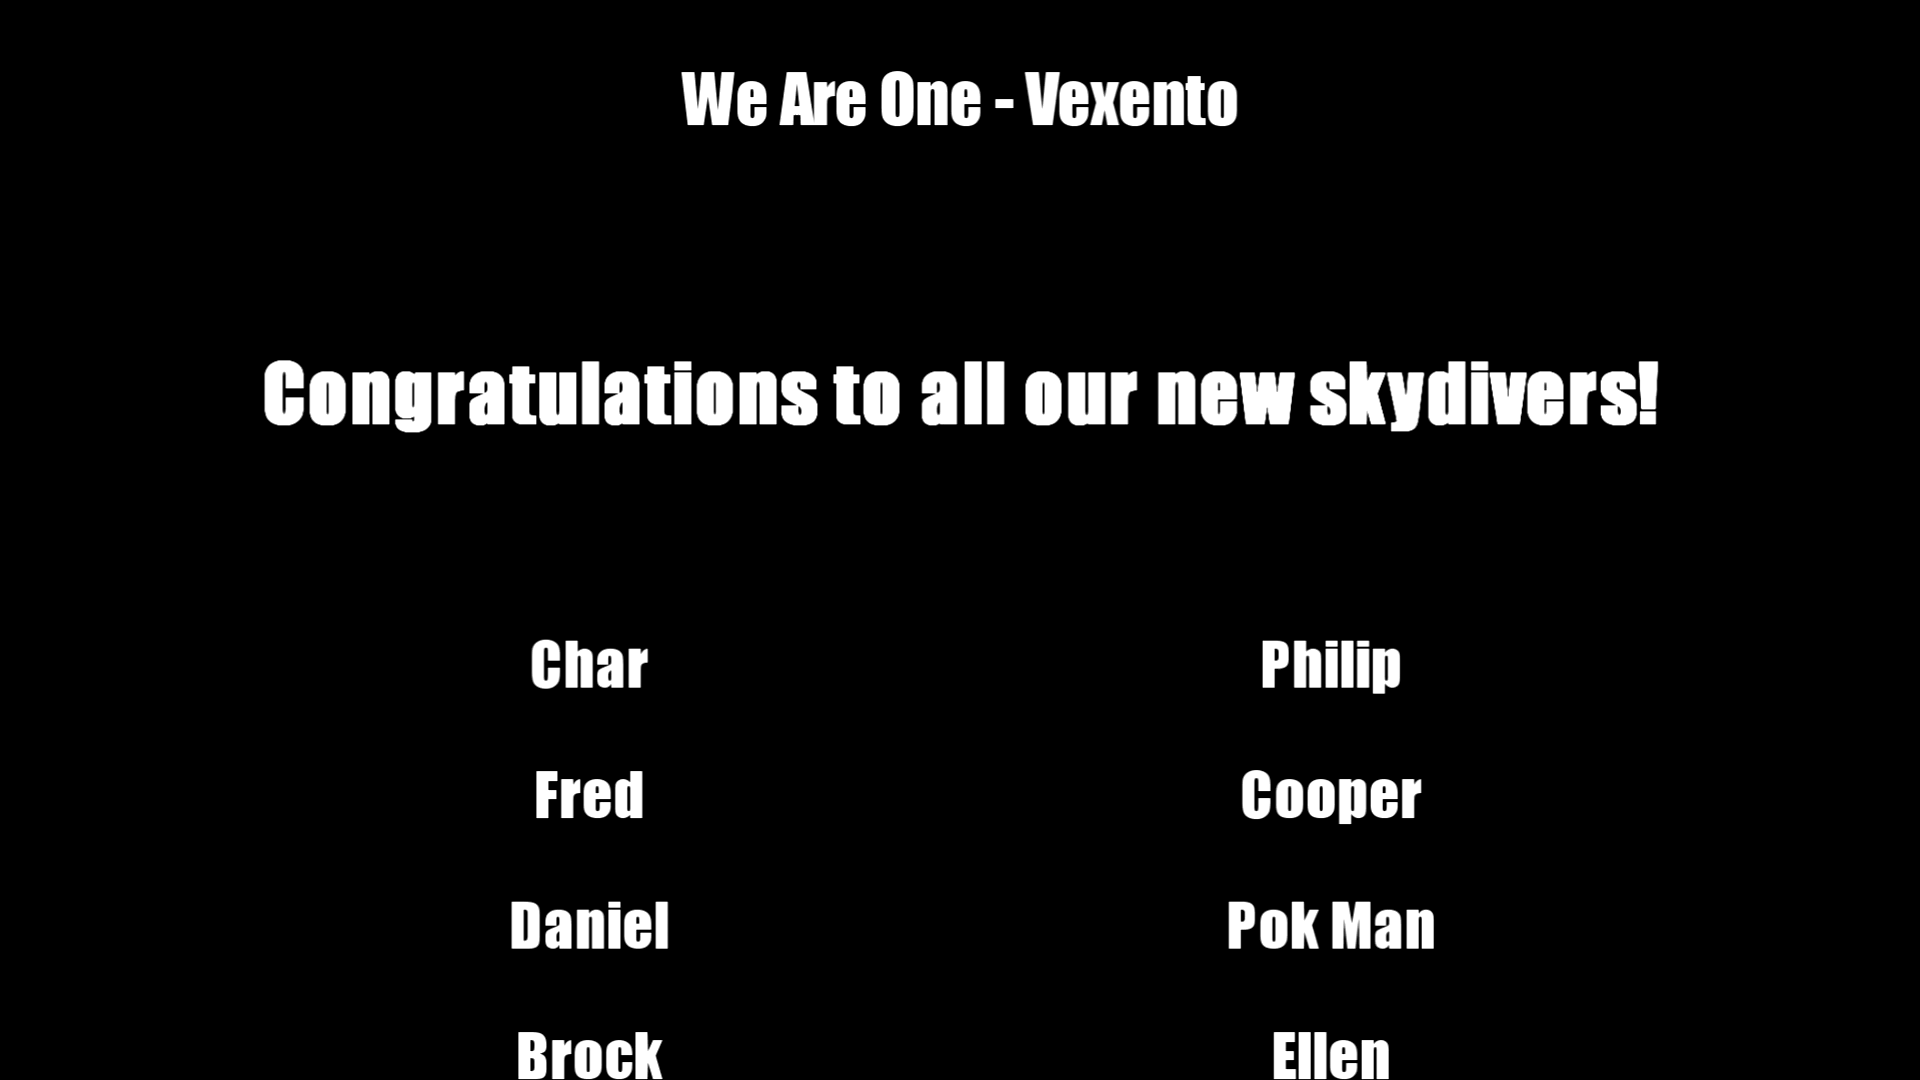 We Are One - Vexento
Congratulations to all our new skydivers!
Char Philip
Fred Cooper
Daniel Pok Man
Brock Ellen